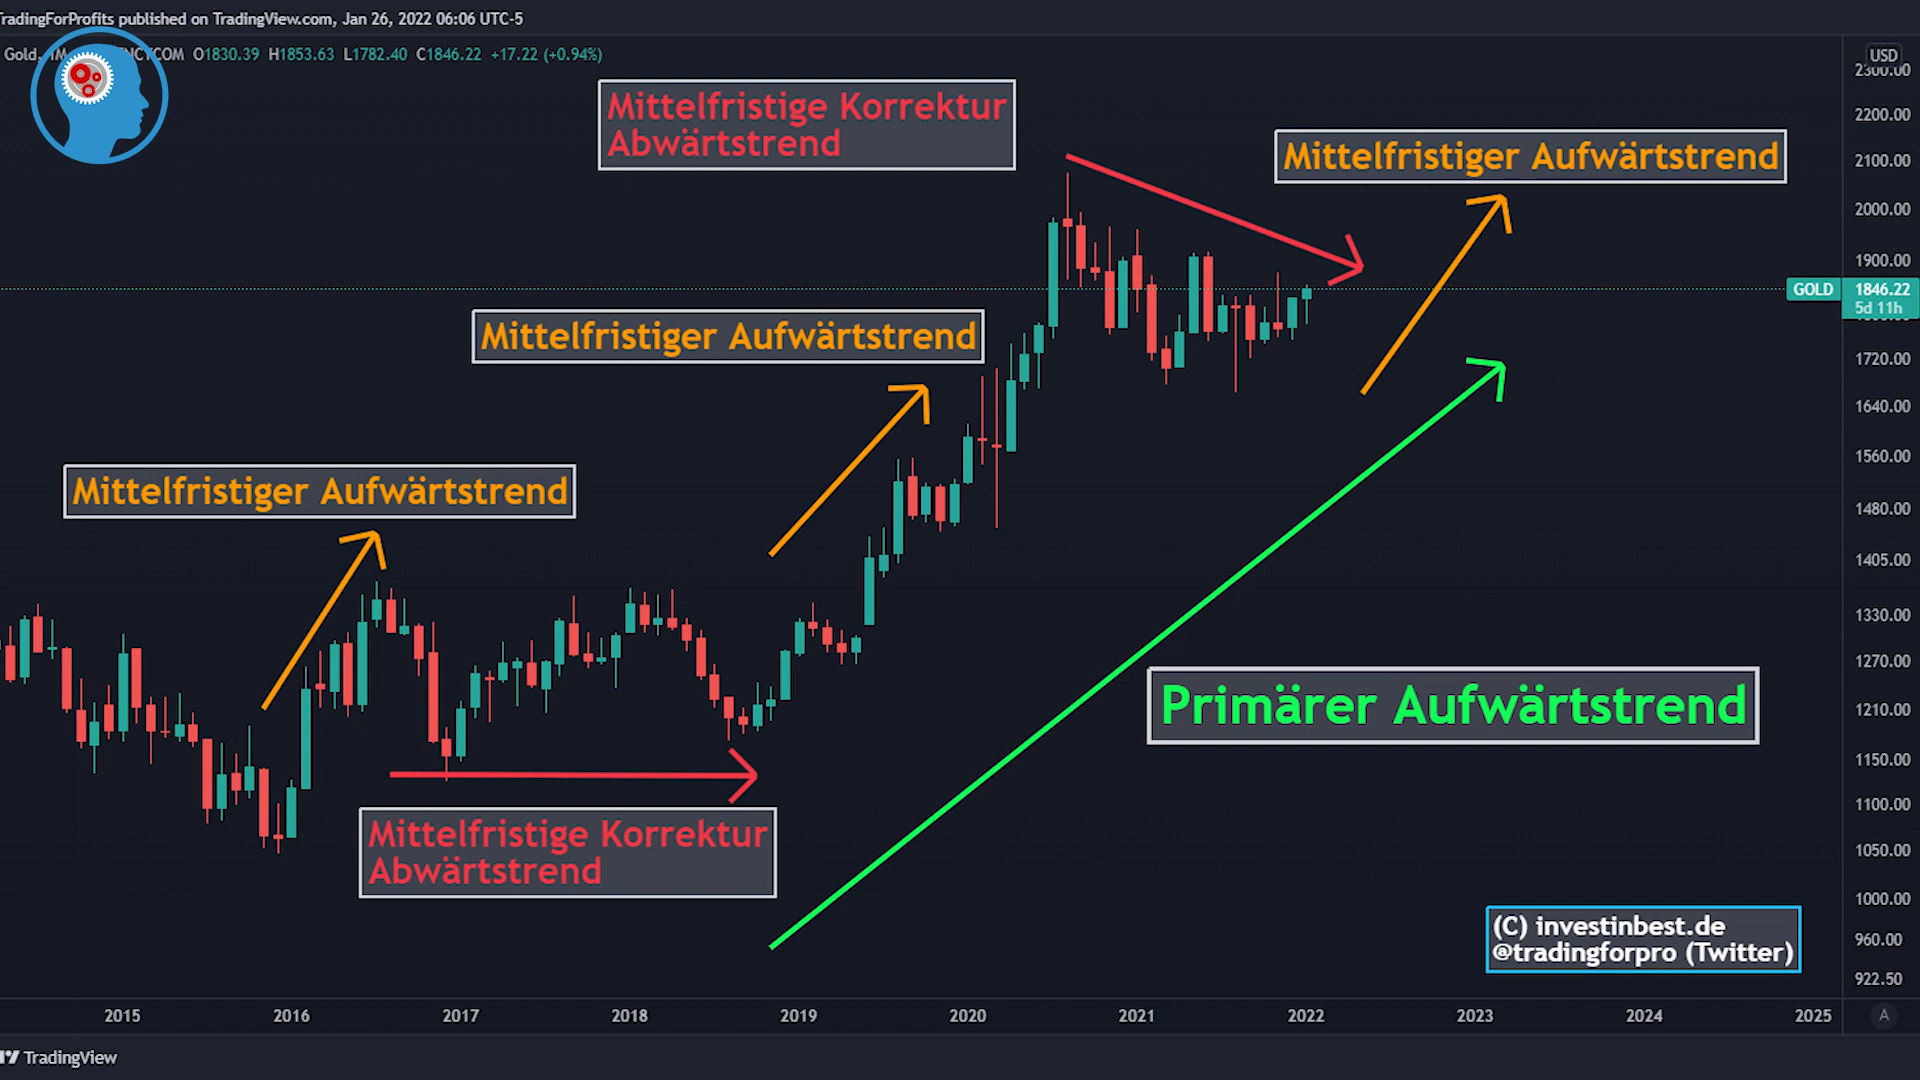 TradingForProfits published on TradingView.com, Jan 26, 2022 06:06 UTC-5
Gold, 1M O1830.39 H1853.63 L1782.40 C1846.22 +17.22 (+0.94%)
USD
2300.00
Mittelfristige Korrektur
Abwärtstrend
2200.00
Mittelfristiger Aufwärtstrend
2100.00
2000.00
1900.00
GOLD 1846.22
5d 11h
Mittelfristiger Aufwärtstrend
1720.00
1640.00
1560.00
Mittelfristiger Aufwärtstrend
1480.00
1405.00
1330.00
1270.00
Primärer Aufwärtstrend
1210.00
1150.00
1100.00
Mittelfristige Korrektur
Abwärtstrend
1050.00
1000.00
(C) investinbest.de
@tradingforpro (Twitter)
960.00
922.50
2015 2016 2017 2018 2019 2020 2021 2022 2023 2024 2025 A
TradingView